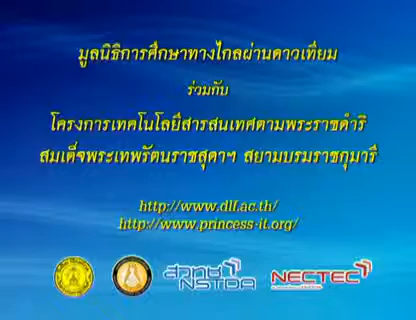 มูลนิธิการศึกษาทางไกลผ่านดาวเทียม
ร่วมกับ
โครงการเทคโนโลยีสารสนเทศตามพระราชดำริ
สมเด็จพระเทพรัตนราชสุดาฯ สยามบรมราชกุมารี
http://www.dlf.ac.th/
http://www.princess-it.org/
สวทช NECTEC
NSTDA